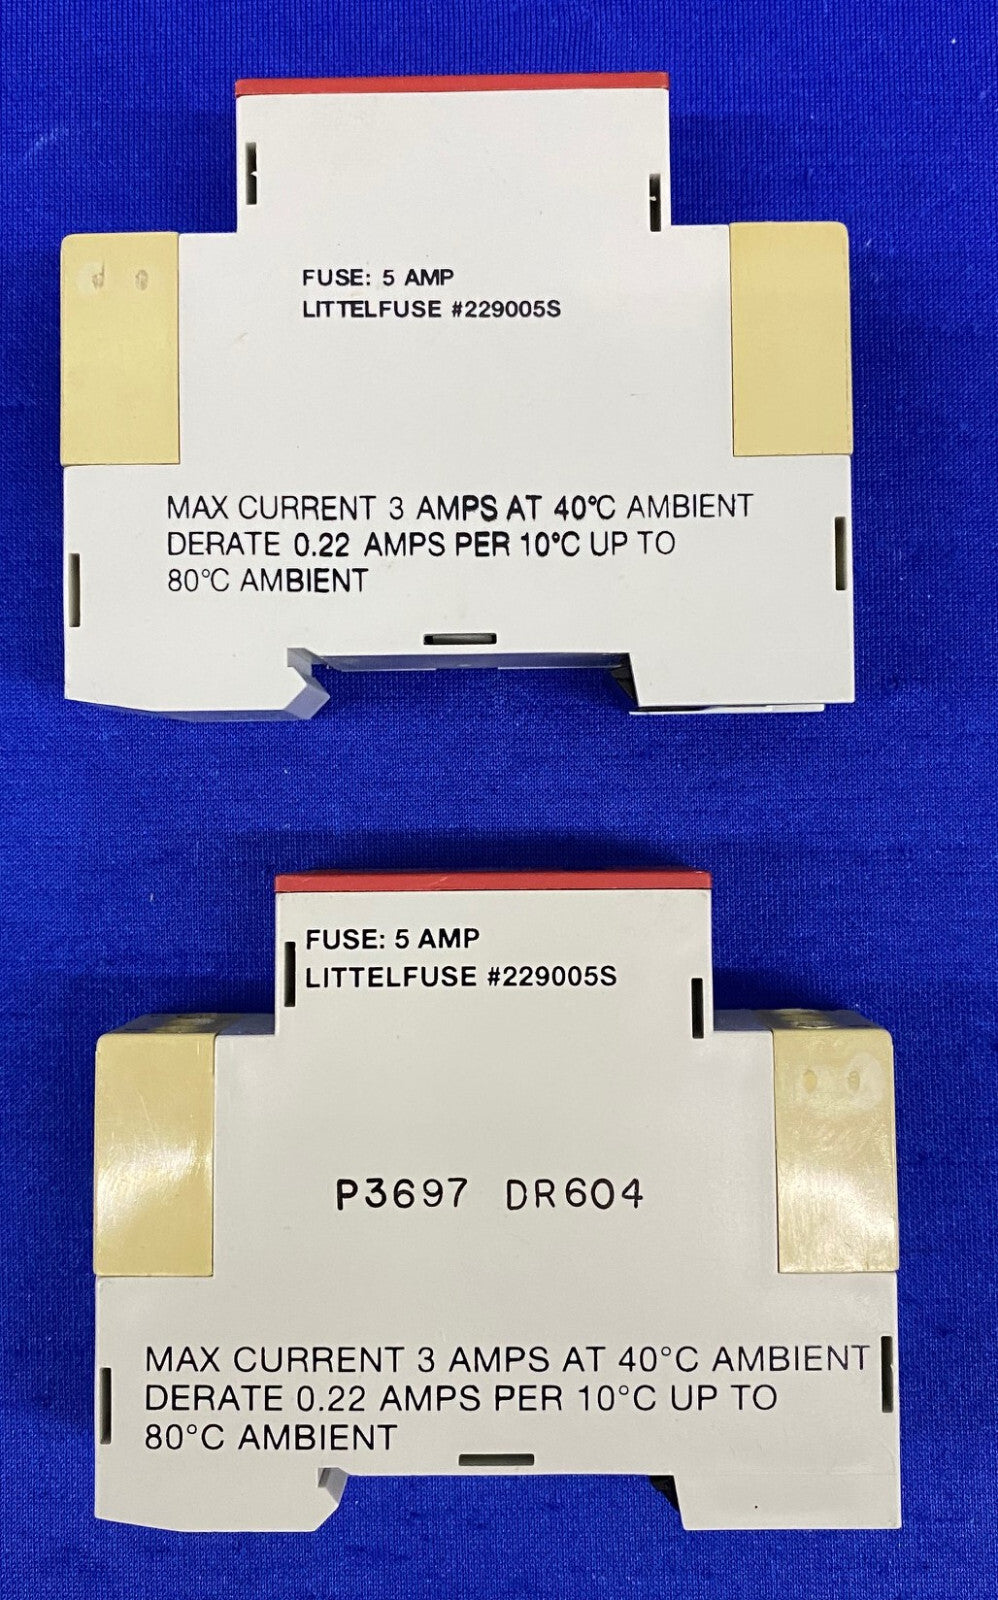 FUSE: 5 AMP
LITTELFUSE #229005S
MAX CURRENT 3 AMPS AT 40°C AMBIENT
DERATE 0.22 AMPS PER 10°C UP TO
80°C AMBIENT
FUSE: 5 AMP
LITTELFUSE #229005S
P3697 DR604
MAX CURRENT 3 AMPS AT 40°C AMBIENT
DERATE 0.22 AMPS PER 10°C UP TO
80°C AMBIENT